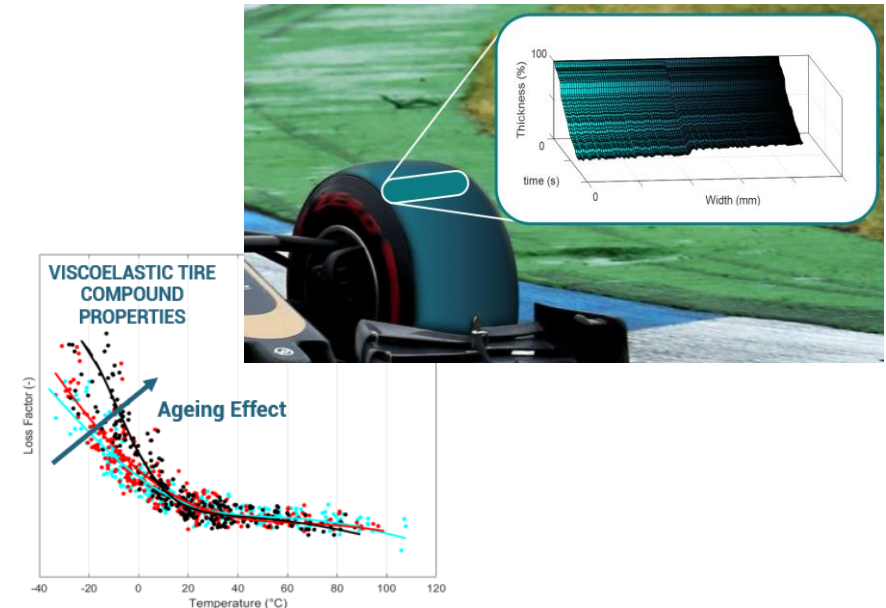 100
Thickness (%)
0
time (s)
0
Width (mm)
VISCOELASTIC TIRE
COMPOUND
PROPERTIES
Ageing Effect
Loss Factor (-)
-40
-20
0
20
40
60
80
100
120
Temperature (°C)